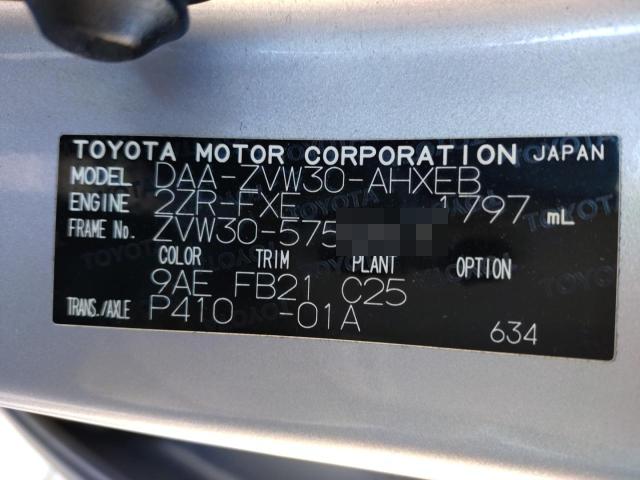 TOYOTA MOTOR CORPORATION JAPAN
MODEL DAA-ZVW30-AHXEB
ENGINE 2ZR-FXE 1797 mL
FRAME No. ZVW30-575
COLOR TRIM PLANT OPTION
9AE FB21 C25
TRANS./AXLE P410 -01A
634